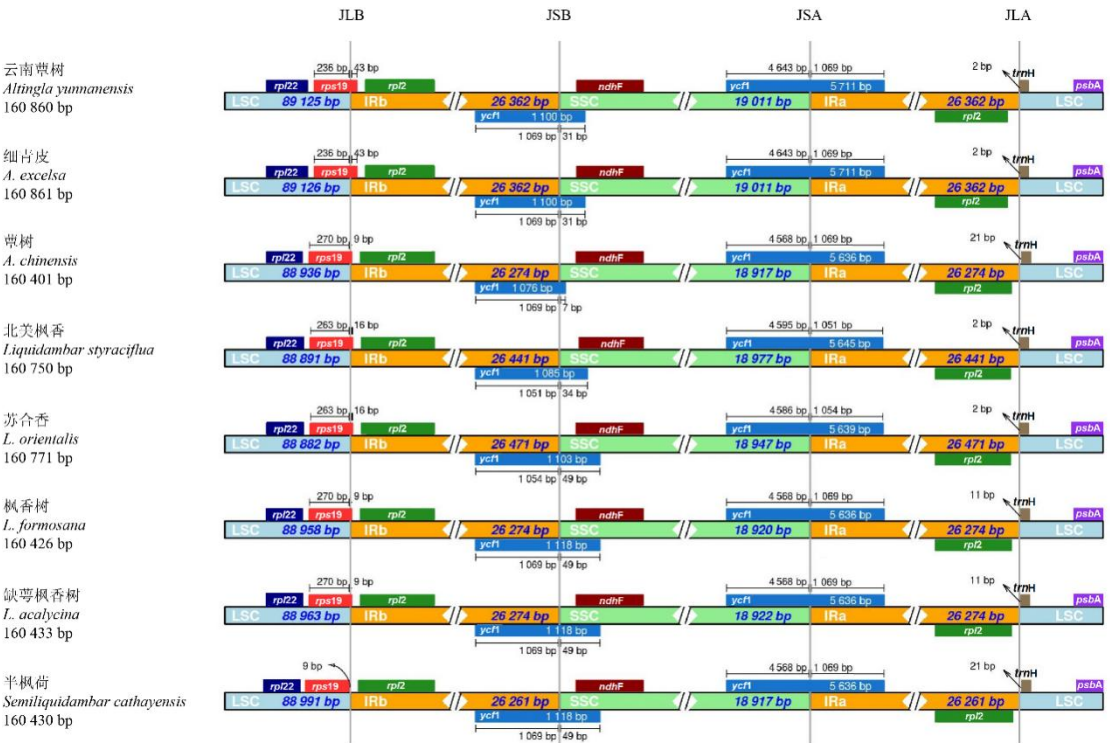 JLB JSB JSA JLA
云南蕈树
Altingla yunnanensis
160 860 bp
236 bp 43 bp 4 643 bp 1 069 bp 2 bp
rpl22 rps19 rpl2 ndhF ycf1 5 711 bp trnH psbA
LSC 89 125 bp IRb 26 362 bp SSC 19 011 bp IRa 26 362 bp LSC
ycf1 1 100 bp rpl2
1 069 bp 31 bp
细青皮
A. excelsa
160 861 bp
236 bp 43 bp 4 643 bp 1 069 bp 2 bp
rpl22 rps19 rpl2 ndhF ycf1 5 711 bp trnH psbA
LSC 89 126 bp IRb 26 362 bp SSC 19 011 bp IRa 26 362 bp LSC
ycf1 1 100 bp rpl2
1 069 bp 31 bp
蕈树
A. chinensis
160 401 bp
270 bp 9 bp 4 568 bp 1 069 bp 21 bp
rpl22 rps19 rpl2 ndhF ycf1 5 636 bp trnH psbA
LSC 88 936 bp IRb 26 274 bp SSC 18 917 bp IRa 26 274 bp LSC
ycf1 1 076 bp rpl2
1 069 bp 7 bp
北美枫香
Liquidambar styraciflua
160 750 bp
263 bp 16 bp 4 595 bp 1 051 bp 2 bp
rpl22 rps19 rpl2 ndhF ycf1 5 645 bp trnH psbA
LSC 88 891 bp IRb 26 441 bp SSC 18 977 bp IRa 26 441 bp LSC
ycf1 1 085 bp rpl2
1 051 bp 34 bp
苏合香
L. orientalis
160 771 bp
263 bp 16 bp 4 586 bp 1 054 bp 2 bp
rpl22 rps19 rpl2 ndhF ycf1 5 639 bp trnH psbA
LSC 88 882 bp IRb 26 471 bp SSC 18 947 bp IRa 26 471 bp LSC
ycf1 1 103 bp rpl2
1 054 bp 49 bp
枫香树
L. formosana
160 426 bp
270 bp 9 bp 4 568 bp 1 069 bp 11 bp
rpl22 rps19 rpl2 ndhF ycf1 5 636 bp trnH psbA
LSC 88 958 bp IRb 26 274 bp SSC 18 920 bp IRa 26 274 bp LSC
ycf1 1 118 bp rpl2
1 069 bp 49 bp
缺萼枫香树
L. acalycina
160 433 bp
270 bp 9 bp 4 568 bp 1 069 bp 11 bp
rpl22 rps19 rpl2 ndhF ycf1 5 636 bp trnH psbA
LSC 88 963 bp IRb 26 274 bp SSC 18 922 bp IRa 26 274 bp LSC
ycf1 1 118 bp rpl2
1 069 bp 49 bp
半枫荷
Semiliquidambar cathayensis
160 430 bp
9 bp 4 568 bp 1 069 bp 21 bp
rpl22 rps19 rpl2 ndhF ycf1 5 636 bp trnH psbA
LSC 88 991 bp IRb 26 261 bp SSC 18 917 bp IRa 26 261 bp LSC
ycf1 1 118 bp rpl2
1 069 bp 49 bp